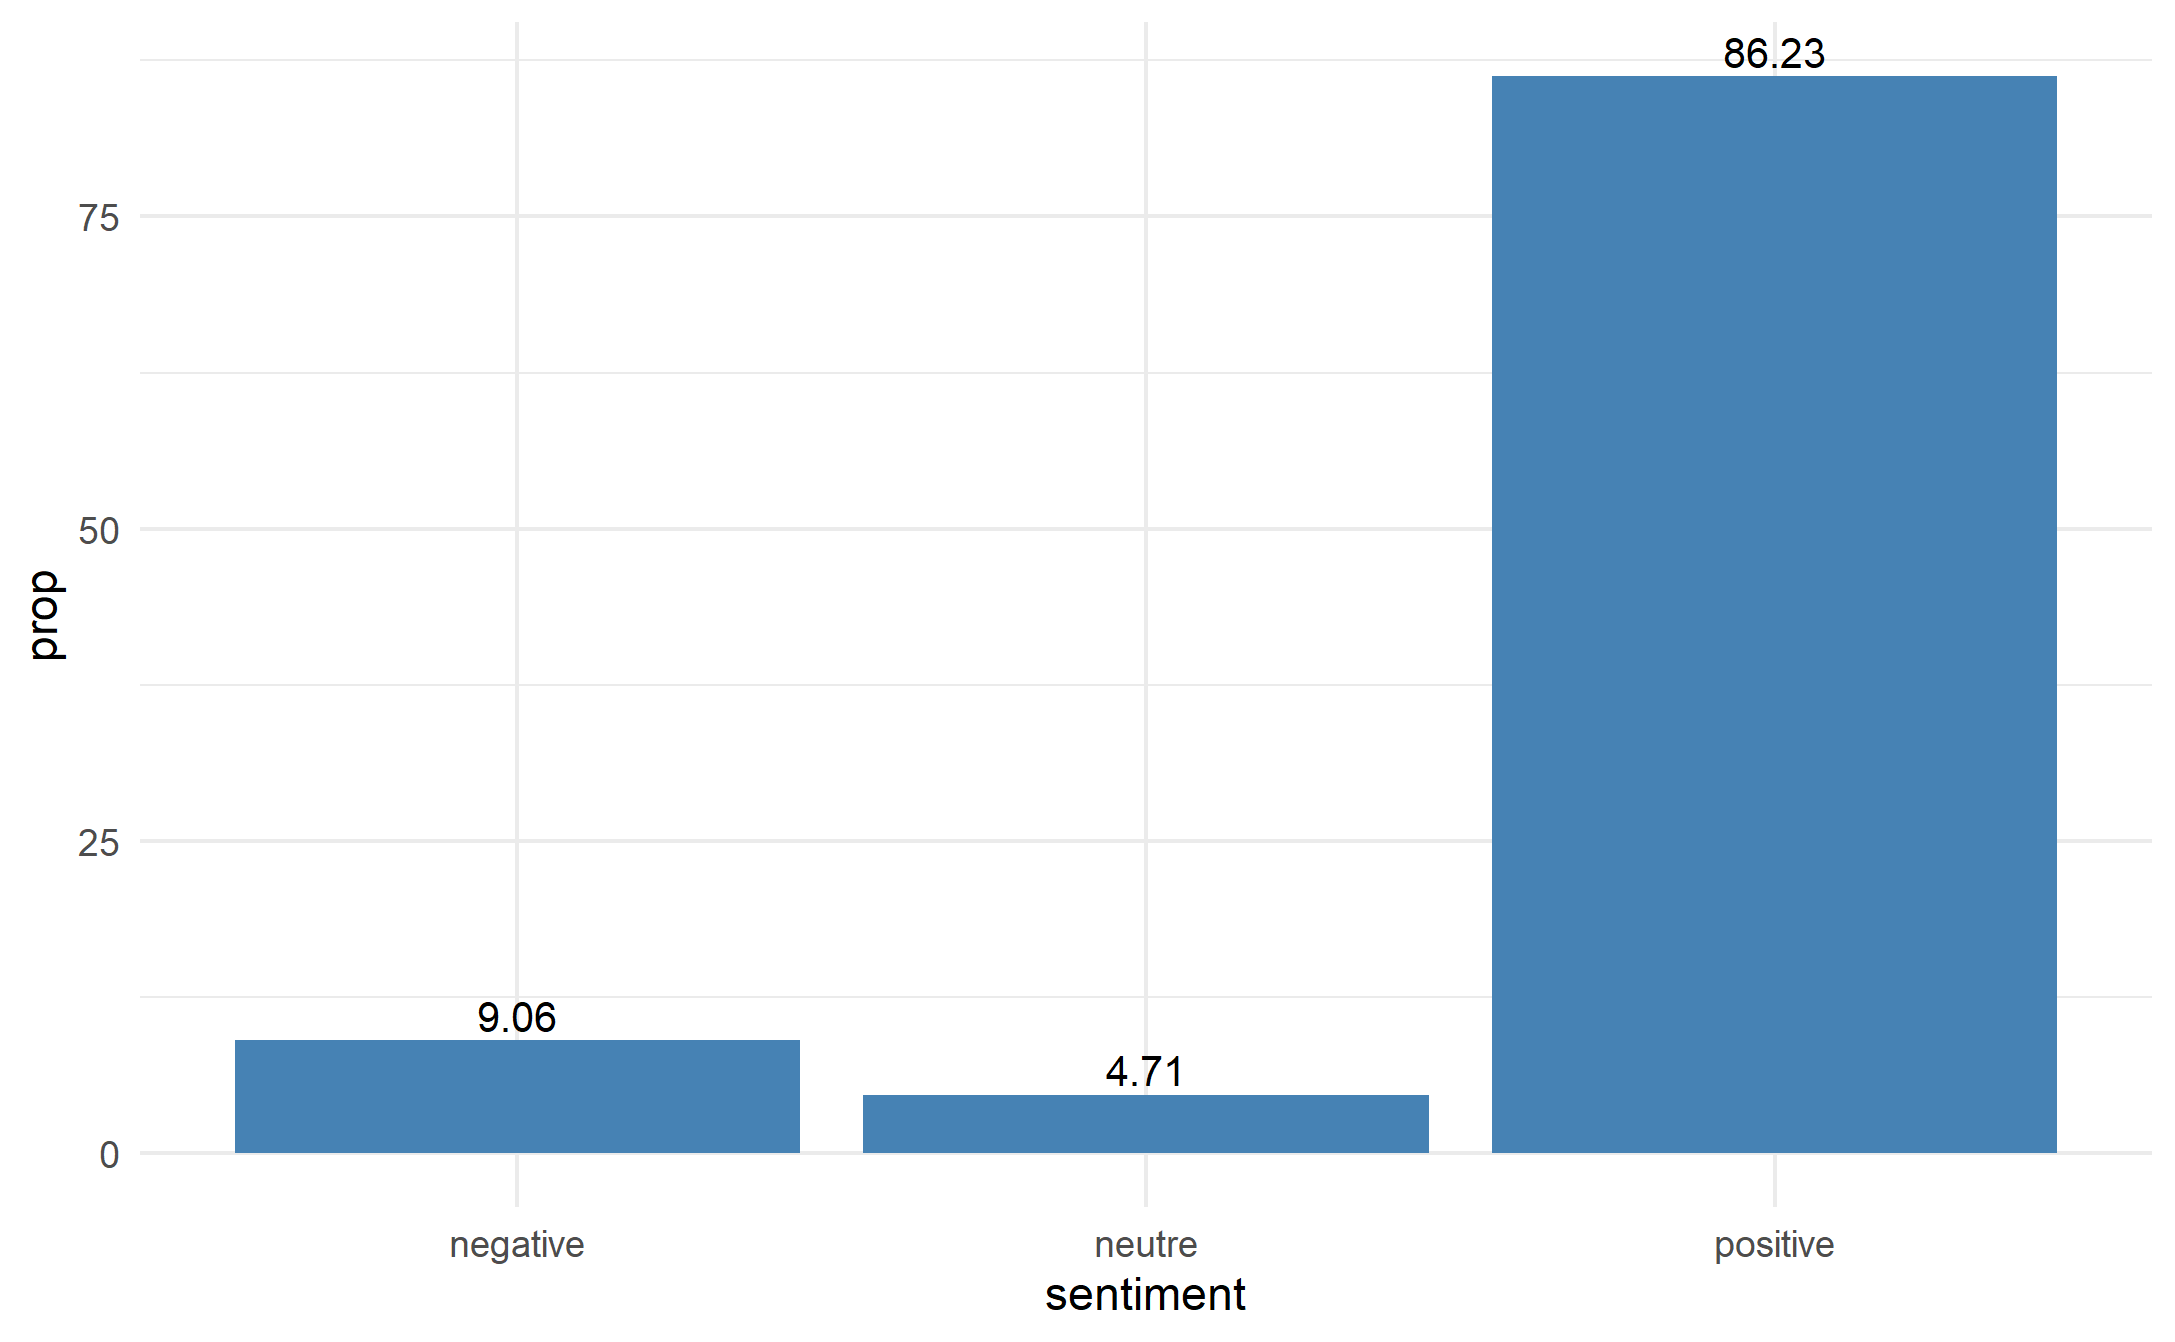 86.23
75
50
prop
25
9.06
4.71
0
negative neutre positive
sentiment